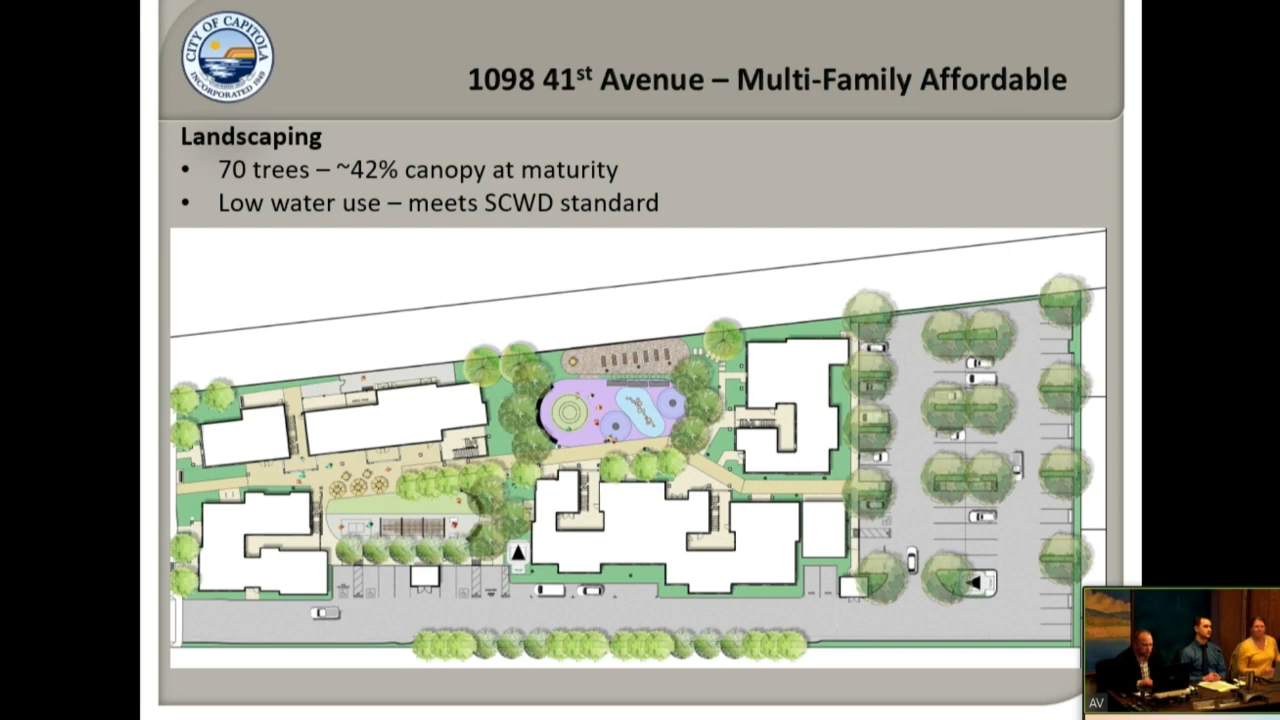 CITY OF CAPITOLA
INCORPORATED 1949
1098 41st Avenue – Multi-Family Affordable
Landscaping
• 70 trees – ~42% canopy at maturity
• Low water use – meets SCWD standard
AV